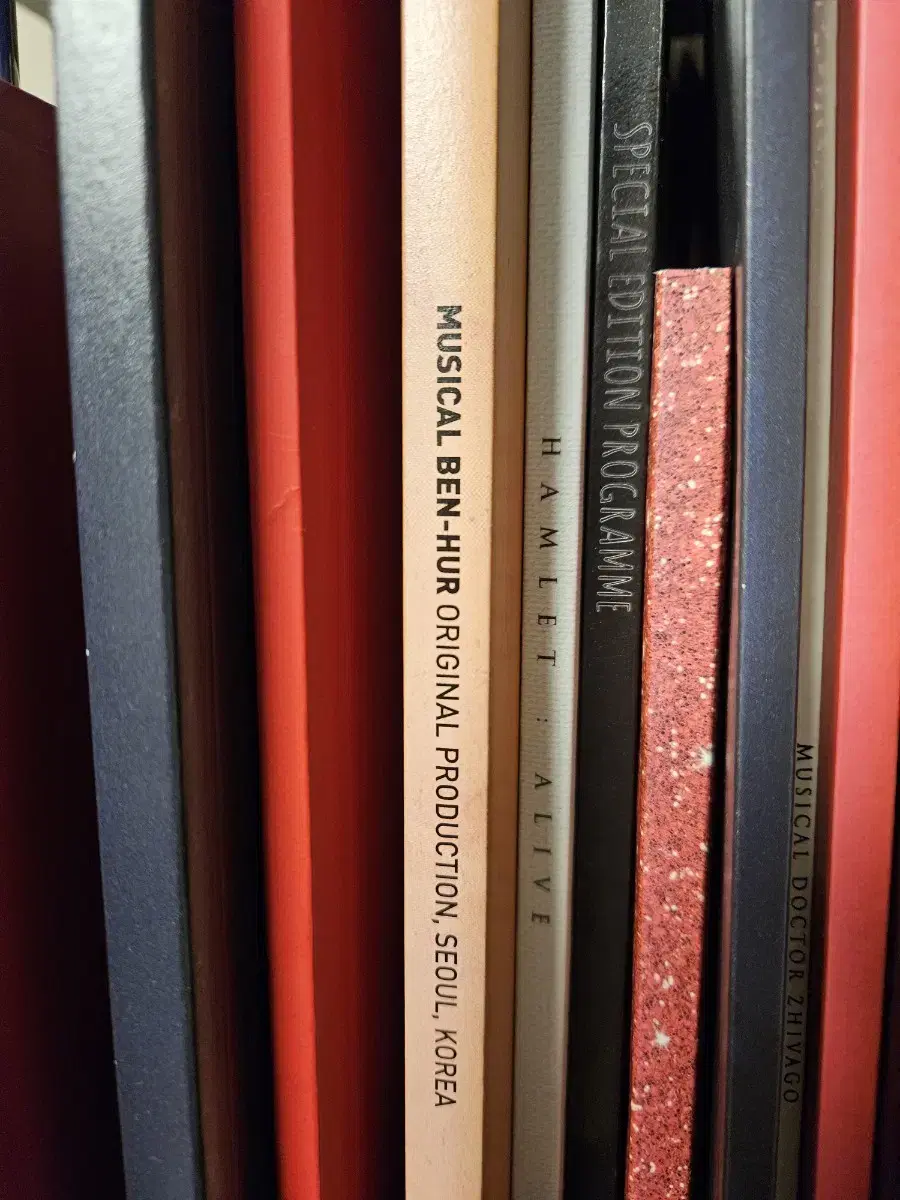 MUSICAL BEN-HUR ORIGINAL PRODUCTION, SEOUL, KOREA
HAMLET : ALIVE
SPECIAL EDITION PROGRAMME
MUSICAL DOCTOR ZHIVAGO